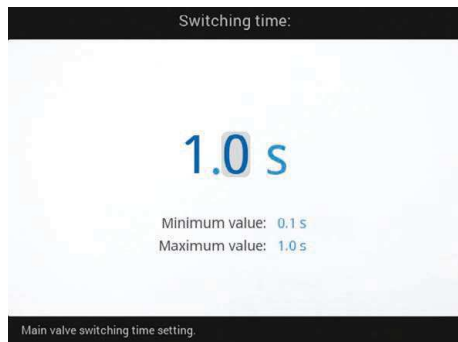 Switching time:
1.0 s
Minimum value: 0.1 s
Maximum value: 1.0 s
Main valve switching time setting.